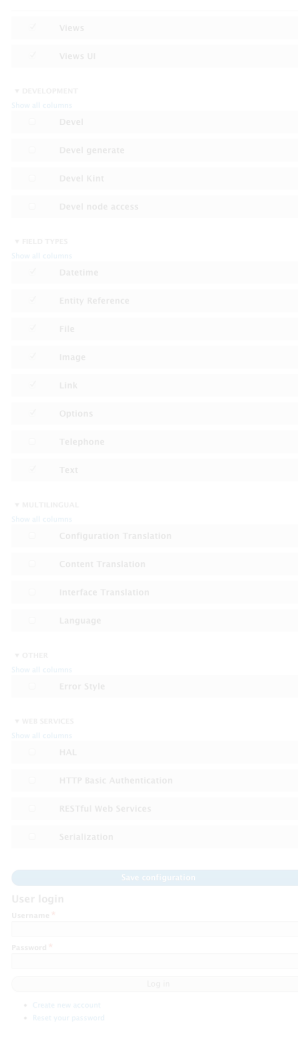 Views
Views UI
▼ DEVELOPMENT
Show all columns
Devel
Devel generate
Devel Kint
Devel node access
▼ FIELD TYPES
Show all columns
Datetime
Entity Reference
File
Image
Link
Options
Telephone
Text
▼ MULTILINGUAL
Show all columns
Configuration Translation
Content Translation
Interface Translation
Language
▼ OTHER
Show all columns
Error Style
▼ WEB SERVICES
Show all columns
HAL
HTTP Basic Authentication
RESTful Web Services
Serialization
Save configuration
User login
Username *
Password *
Log in
• Create new account
• Reset your password